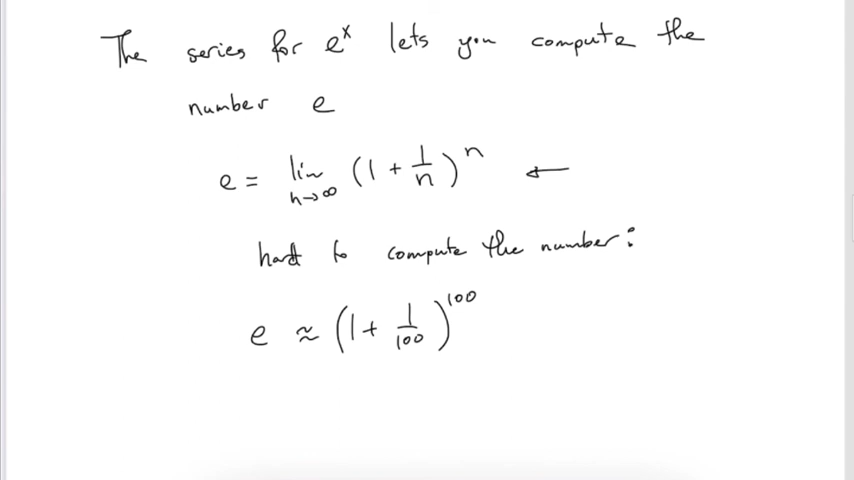 The series for e^x lets you compute the
number e
e = lim n→∞ (1 + 1/n)^n ←
hard to compute the number:
e ≈ (1 + 1/100)^100